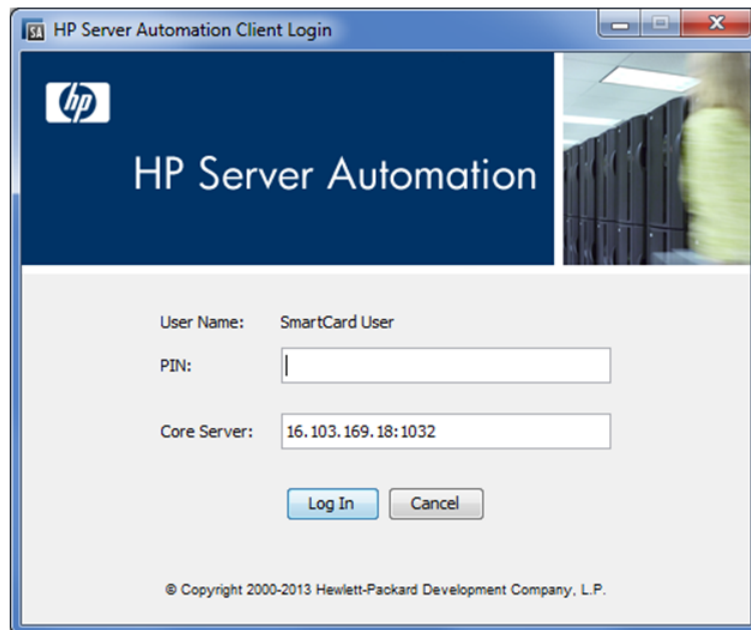 SA HP Server Automation Client Login
hp
HP Server Automation
User Name: SmartCard User
PIN:
Core Server: 16.103.169.18:1032
Log In Cancel
© Copyright 2000-2013 Hewlett-Packard Development Company, L.P.